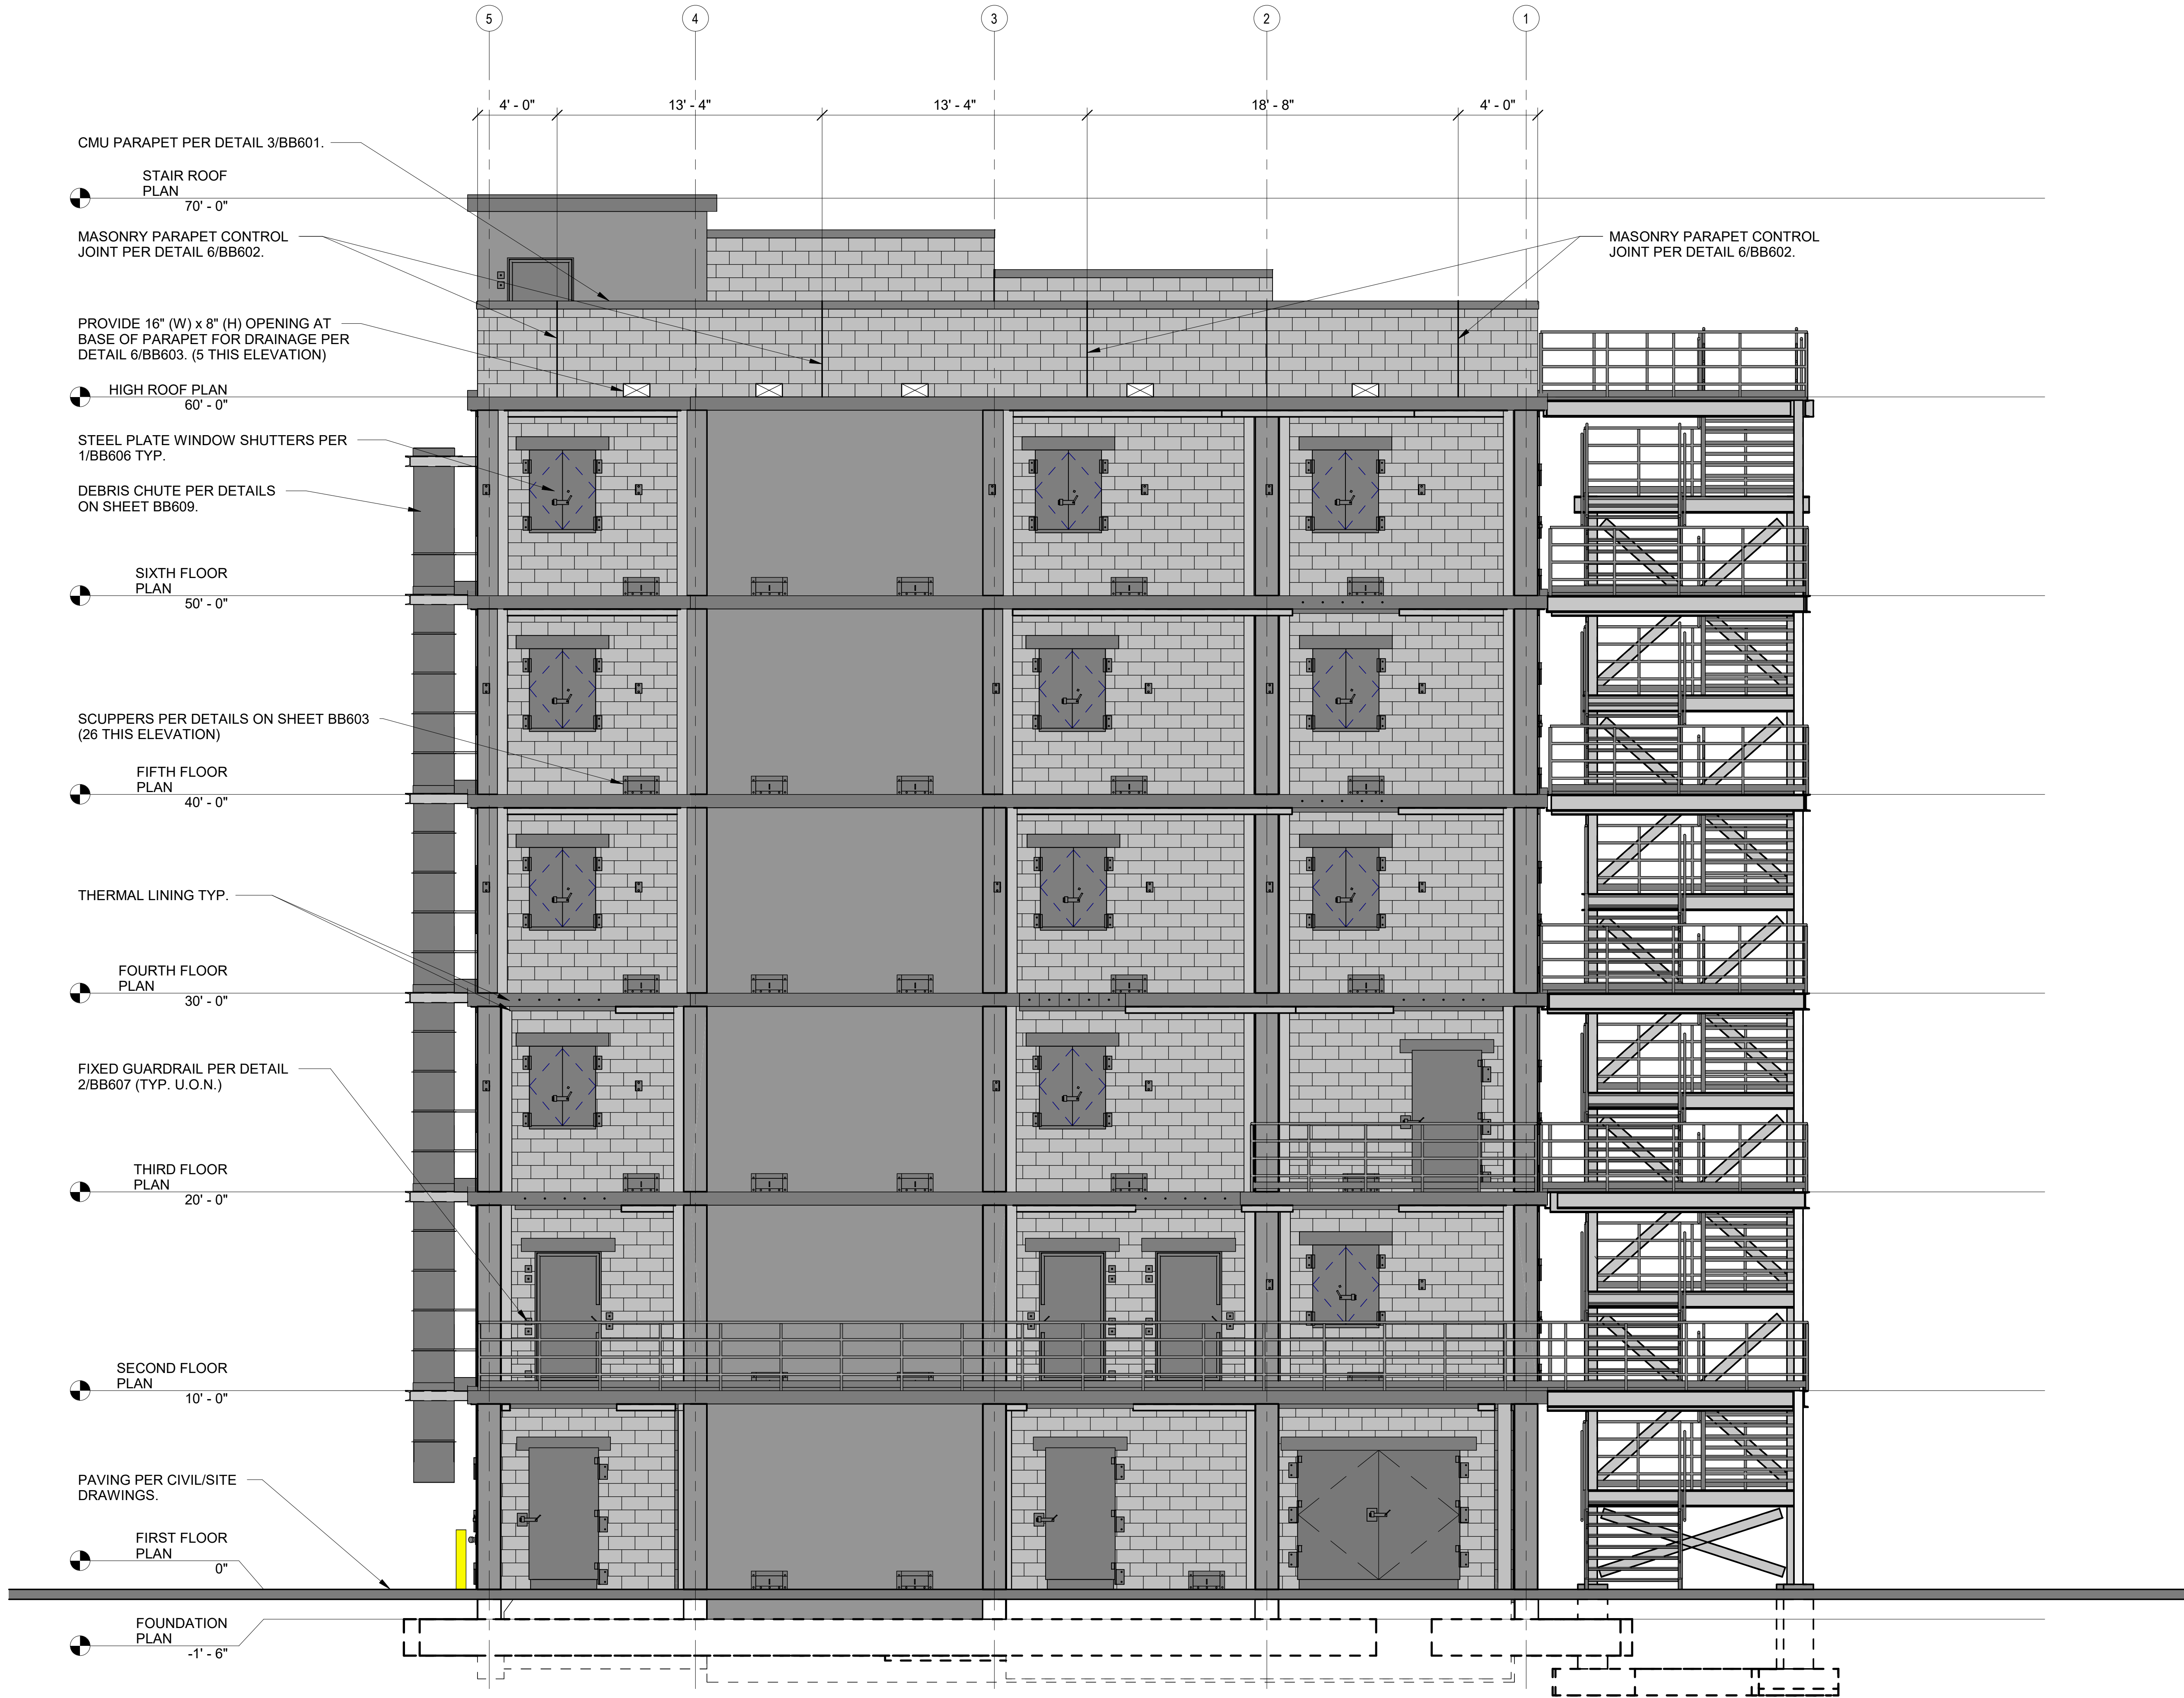 5
4
3
2
1
4' - 0"
13' - 4"
13' - 4"
18' - 8"
4' - 0"
CMU PARAPET PER DETAIL 3/BB601.
STAIR ROOF
PLAN
70' - 0"
MASONRY PARAPET CONTROL
JOINT PER DETAIL 6/BB602.
MASONRY PARAPET CONTROL
JOINT PER DETAIL 6/BB602.
PROVIDE 16" (W) x 8" (H) OPENING AT
BASE OF PARAPET FOR DRAINAGE PER
DETAIL 6/BB603. (5 THIS ELEVATION)
HIGH ROOF PLAN
60' - 0"
STEEL PLATE WINDOW SHUTTERS PER
1/BB606 TYP.
DEBRIS CHUTE PER DETAILS
ON SHEET BB609.
SIXTH FLOOR
PLAN
50' - 0"
SCUPPERS PER DETAILS ON SHEET BB603
(26 THIS ELEVATION)
FIFTH FLOOR
PLAN
40' - 0"
THERMAL LINING TYP.
FOURTH FLOOR
PLAN
30' - 0"
FIXED GUARDRAIL PER DETAIL
2/BB607 (TYP. U.O.N.)
THIRD FLOOR
PLAN
20' - 0"
SECOND FLOOR
PLAN
10' - 0"
PAVING PER CIVIL/SITE
DRAWINGS.
FIRST FLOOR
PLAN
0"
FOUNDATION
PLAN
-1' - 6"